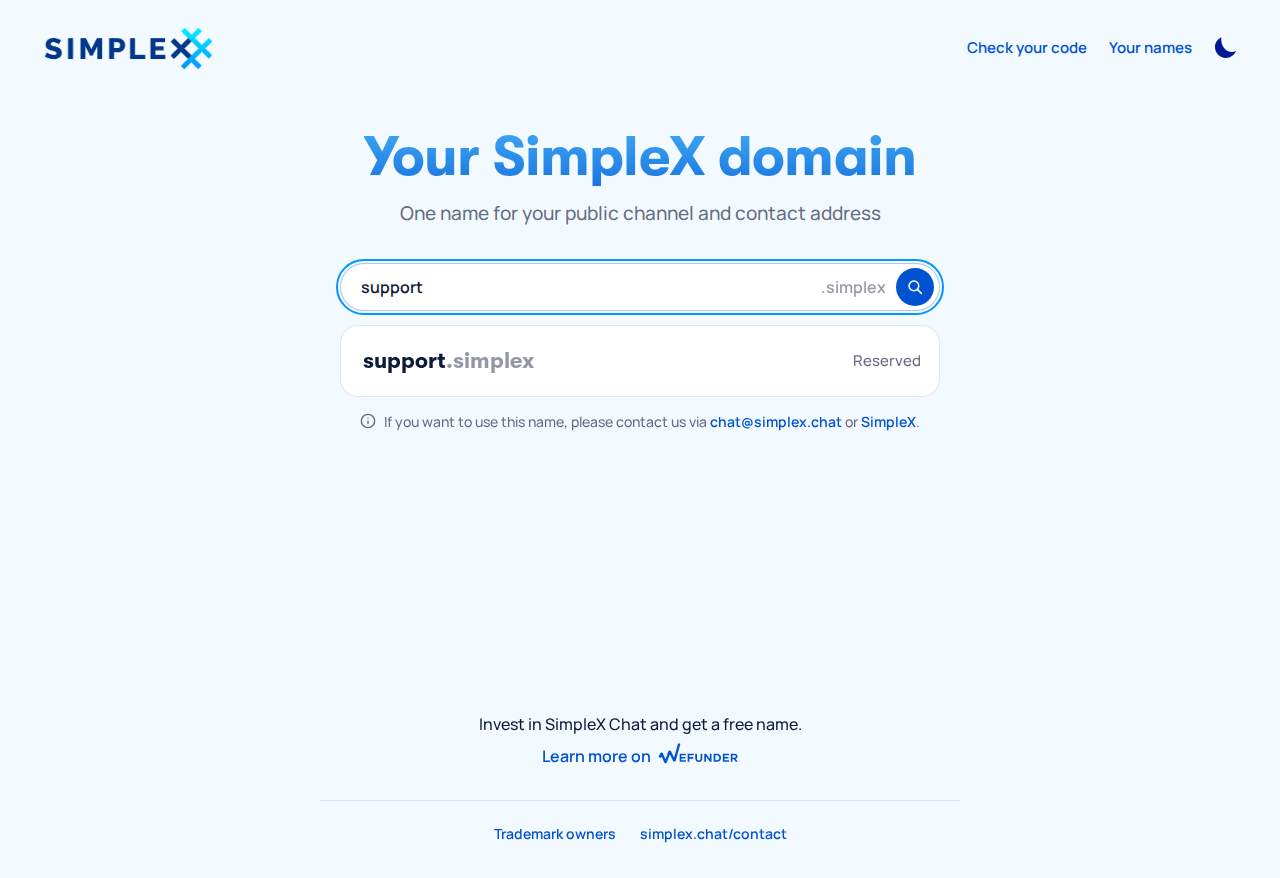 SIMPLEX
Check your code
Your names
Your SimpleX domain
One name for your public channel and contact address
support
.simplex
support.simplex
Reserved
If you want to use this name, please contact us via chat@simplex.chat or SimpleX.
Invest in SimpleX Chat and get a free name.
Learn more on WEFUNDER
Trademark owners
simplex.chat/contact